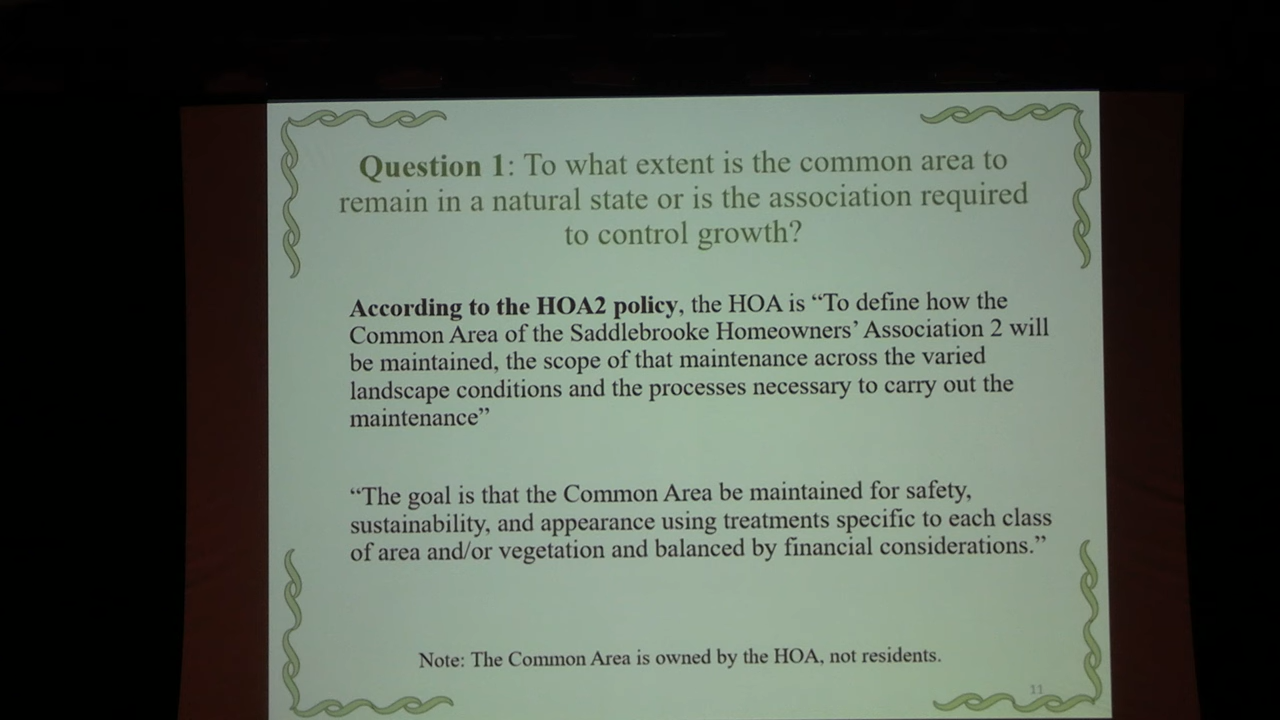 Question 1: To what extent is the common area to
remain in a natural state or is the association required
to control growth?
According to the HOA2 policy, the HOA is “To define how the
Common Area of the Saddlebrooke Homeowners’ Association 2 will
be maintained, the scope of that maintenance across the varied
landscape conditions and the processes necessary to carry out the
maintenance”
“The goal is that the Common Area be maintained for safety,
sustainability, and appearance using treatments specific to each class
of area and/or vegetation and balanced by financial considerations.”
Note: The Common Area is owned by the HOA, not residents.
11